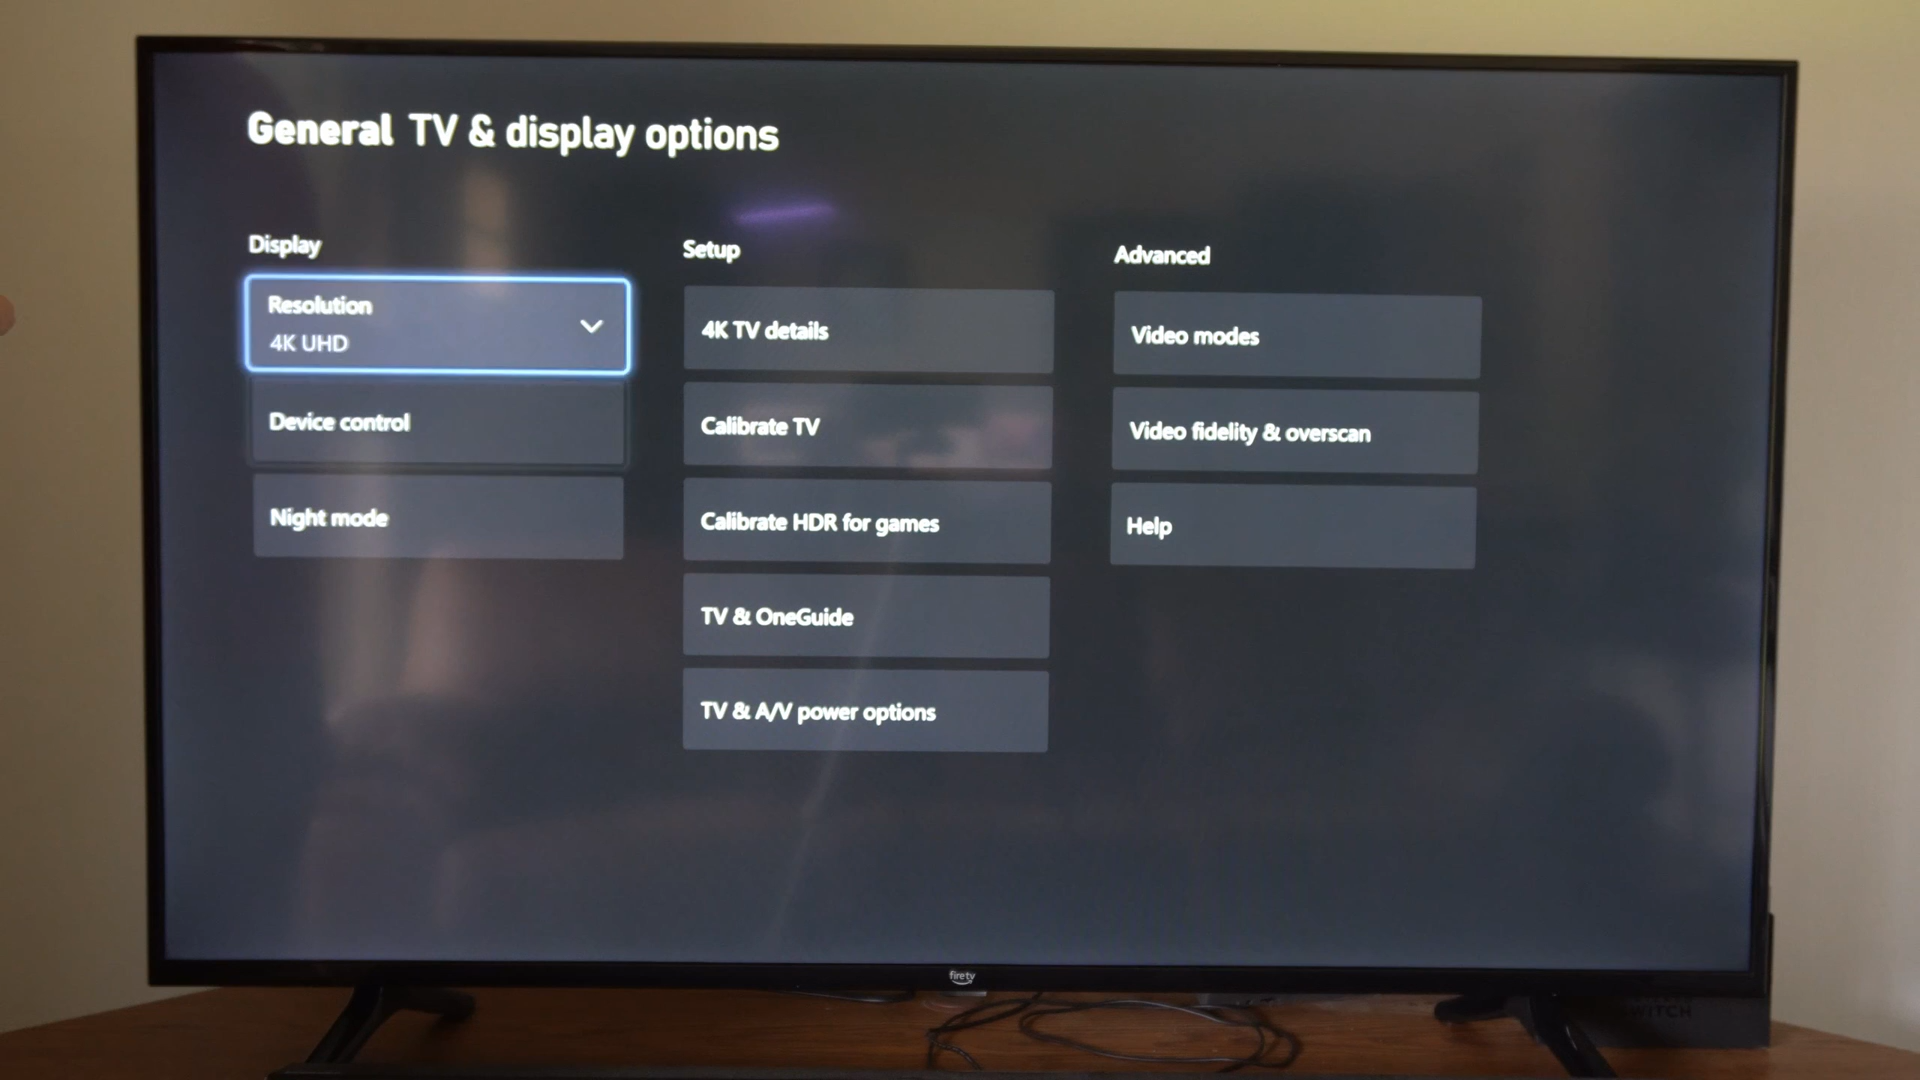 General TV & display options
Display
Resolution
4K UHD
Device control
Night mode
Setup
4K TV details
Calibrate TV
Calibrate HDR for games
TV & OneGuide
TV & A/V power options
Advanced
Video modes
Video fidelity & overscan
Help
firetv
SWITCH